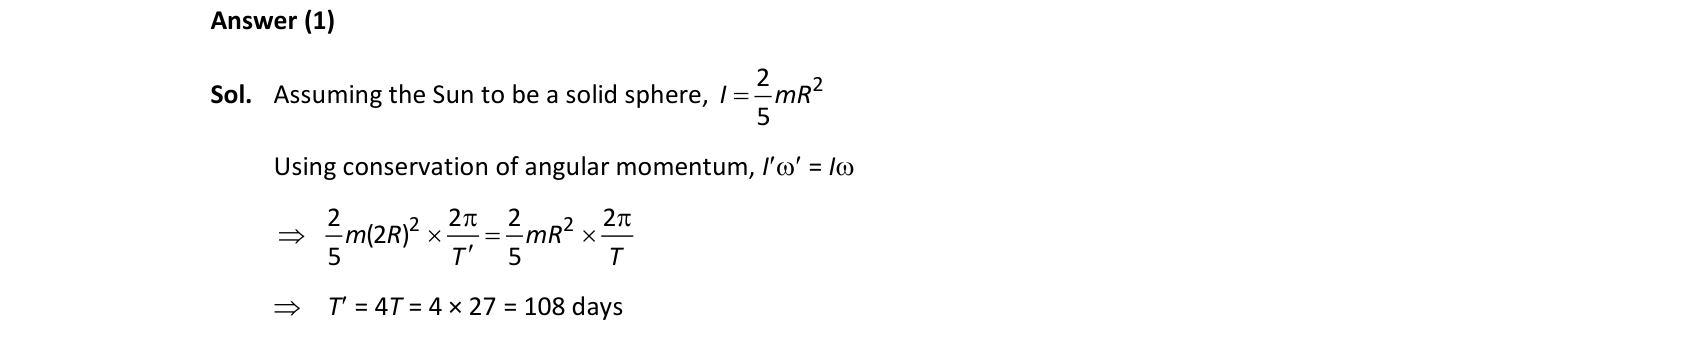 Answer (1)
Sol. Assuming the Sun to be a solid sphere, I = 2/5 mR²
Using conservation of angular momentum, I′ω′ = Iω
⇒ 2/5 m(2R)² × 2π/T′ = 2/5 mR² × 2π/T
⇒ T′ = 4T = 4 × 27 = 108 days